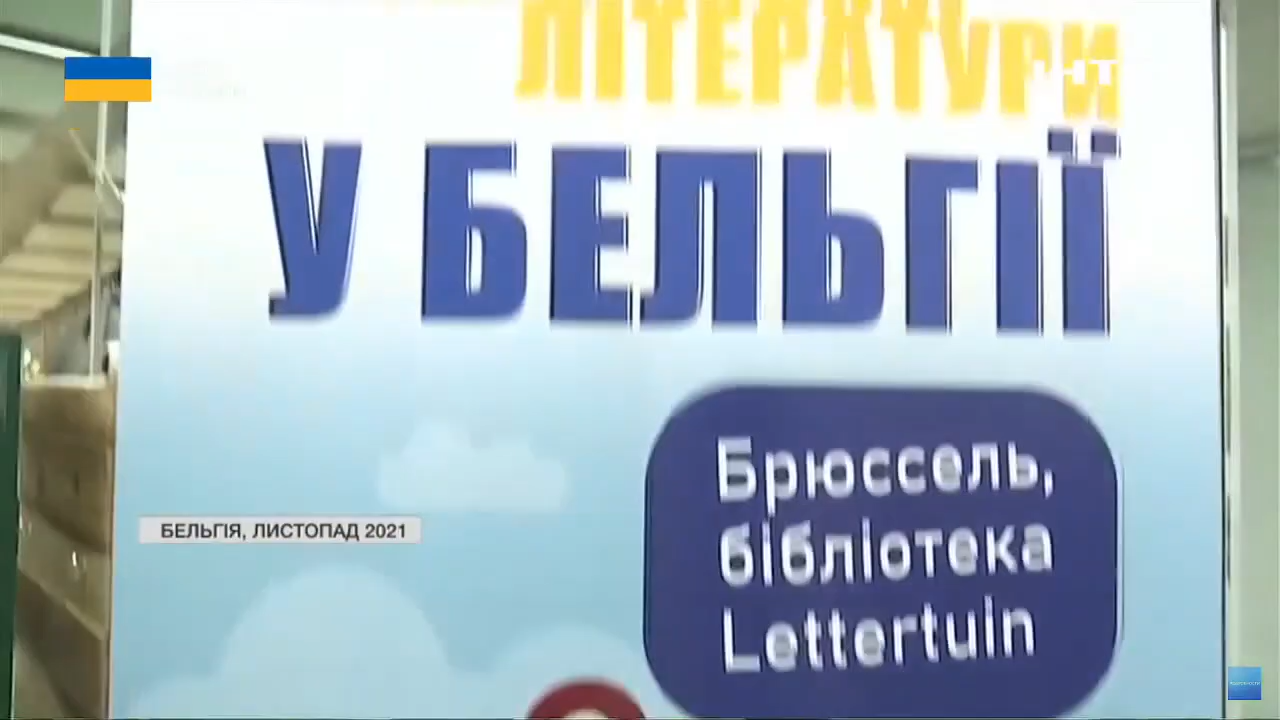 ЛІТЕРАТУРИ
У БЕЛЬГІЇ
Брюссель,
бібліотека
Lettertuin
БЕЛЬГІЯ, ЛИСТОПАД 2021